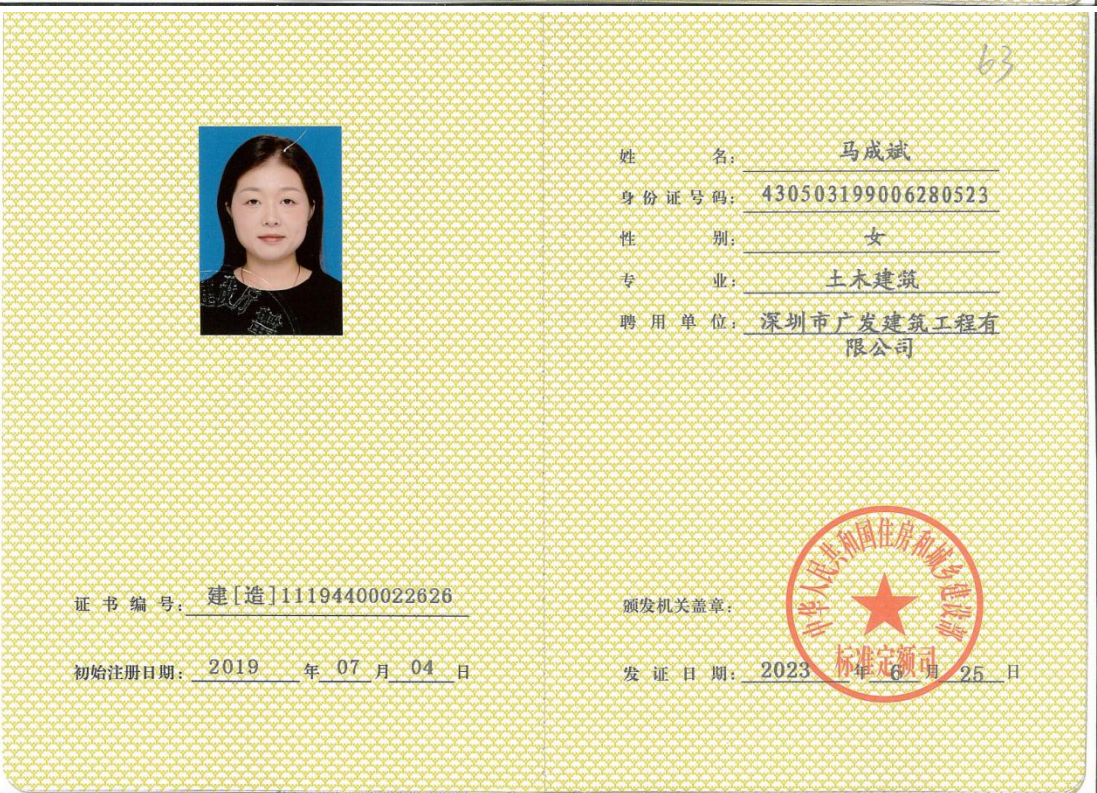 63
姓 名: 马成斌
身份证号码: 430503199006280523
性 别: 女
专 业: 土木建筑
聘用单位: 深圳市广发建筑工程有
限公司
证书编号: 建[造]11194400022626
初始注册日期: 2019 年 07 月 04 日
颁发机关盖章:
中华人民共和国住房和城乡建设部
标准定额司
发证日期: 2023 年 6 月 25 日